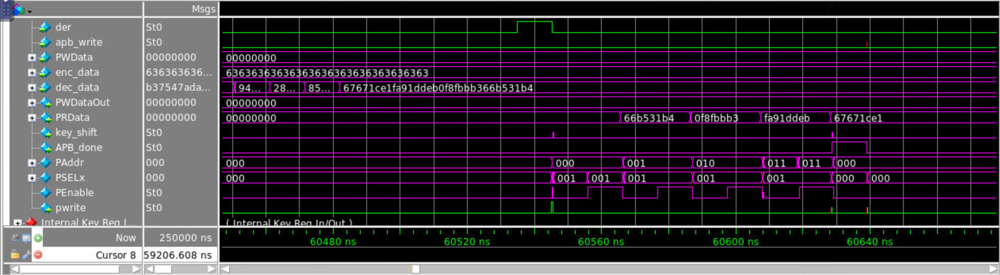 Msgs
der St0
apb_write St0
PWData 00000000 00000000
enc_data 636363636... 63636363636363636363636363636363
dec_data b37547ada... 94... 28... 85... 67671ce1fa91ddeb0f8fbbb366b531b4
PWDataOut 00000000 00000000
PRData 00000000 00000000 66b531b4 0f8fbbb3 fa91ddeb 67671ce1
key_shift St0
APB_done St0
PAddr 000 000 000 001 010 011 011 000
PSELx 000 000 001 001 001 001 001 000 000
PEnable St0
pwrite St0
Internal Key Reg I... ( Internal Key Reg In/Out )
Now 250000 ns 60480 ns 60520 ns 60560 ns 60600 ns 60640 ns
Cursor 8 59206.608 ns